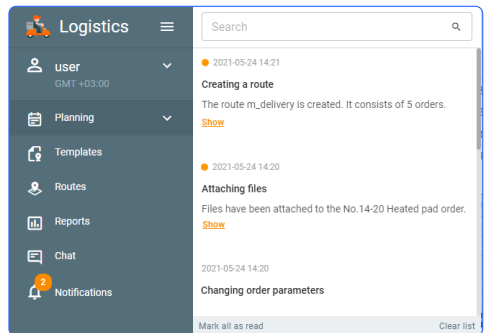 Logistics
user
GMT +03:00
Planning
Templates
Routes
Reports
Chat
2
Notifications
Search
2021-05-24 14:21
Creating a route
The route m_delivery is created. It consists of 5 orders.
Show
2021-05-24 14:20
Attaching files
Files have been attached to the No.14-20 Heated pad order.
Show
2021-05-24 14:20
Changing order parameters
Mark all as read
Clear list